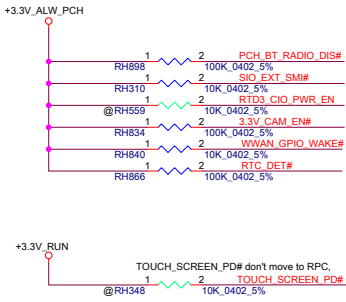 +3.3V_ALW_PCH
1 2 PCH_BT_RADIO_DIS#
RH898 100K_0402_5%
1 2 SIO_EXT_SMI#
RH310 10K_0402_5%
1 2 RTD3_CIO_PWR_EN
@RH559 10K_0402_5%
1 2 3.3V_CAM_EN#
RH834 100K_0402_5%
1 2 WWAN_GPIO_WAKE#
RH840 10K_0402_5%
1 2 RTC_DET#
RH866 100K_0402_5%
+3.3V_RUN
TOUCH_SCREEN_PD# don't move to RPC,
1 2 TOUCH_SCREEN_PD#
@RH348 10K_0402_5%